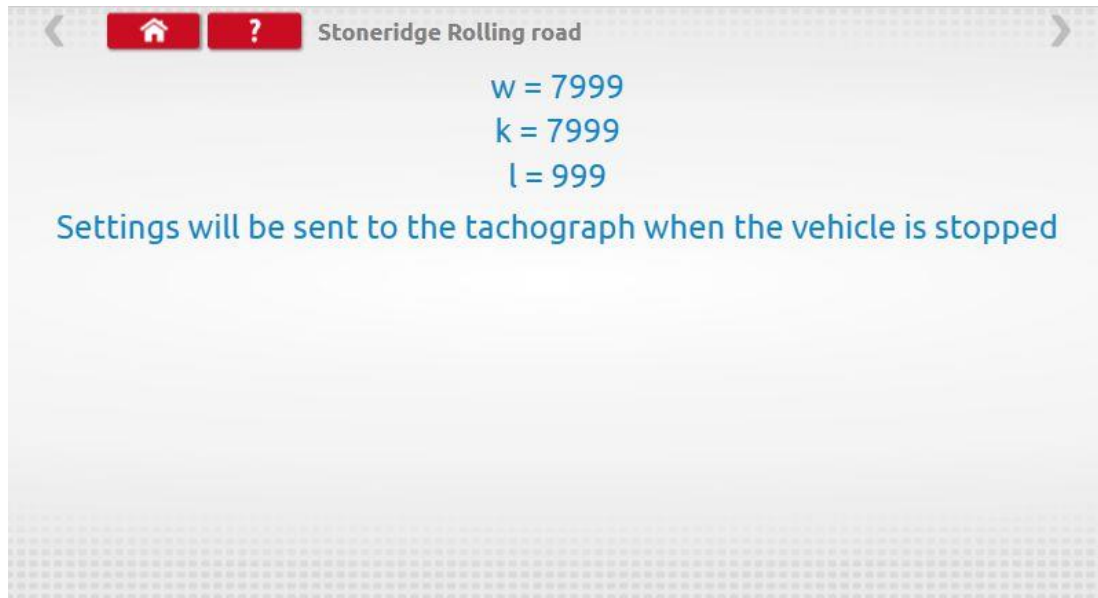 ? Stoneridge Rolling road
w = 7999
k = 7999
l = 999
Settings will be sent to the tachograph when the vehicle is stopped